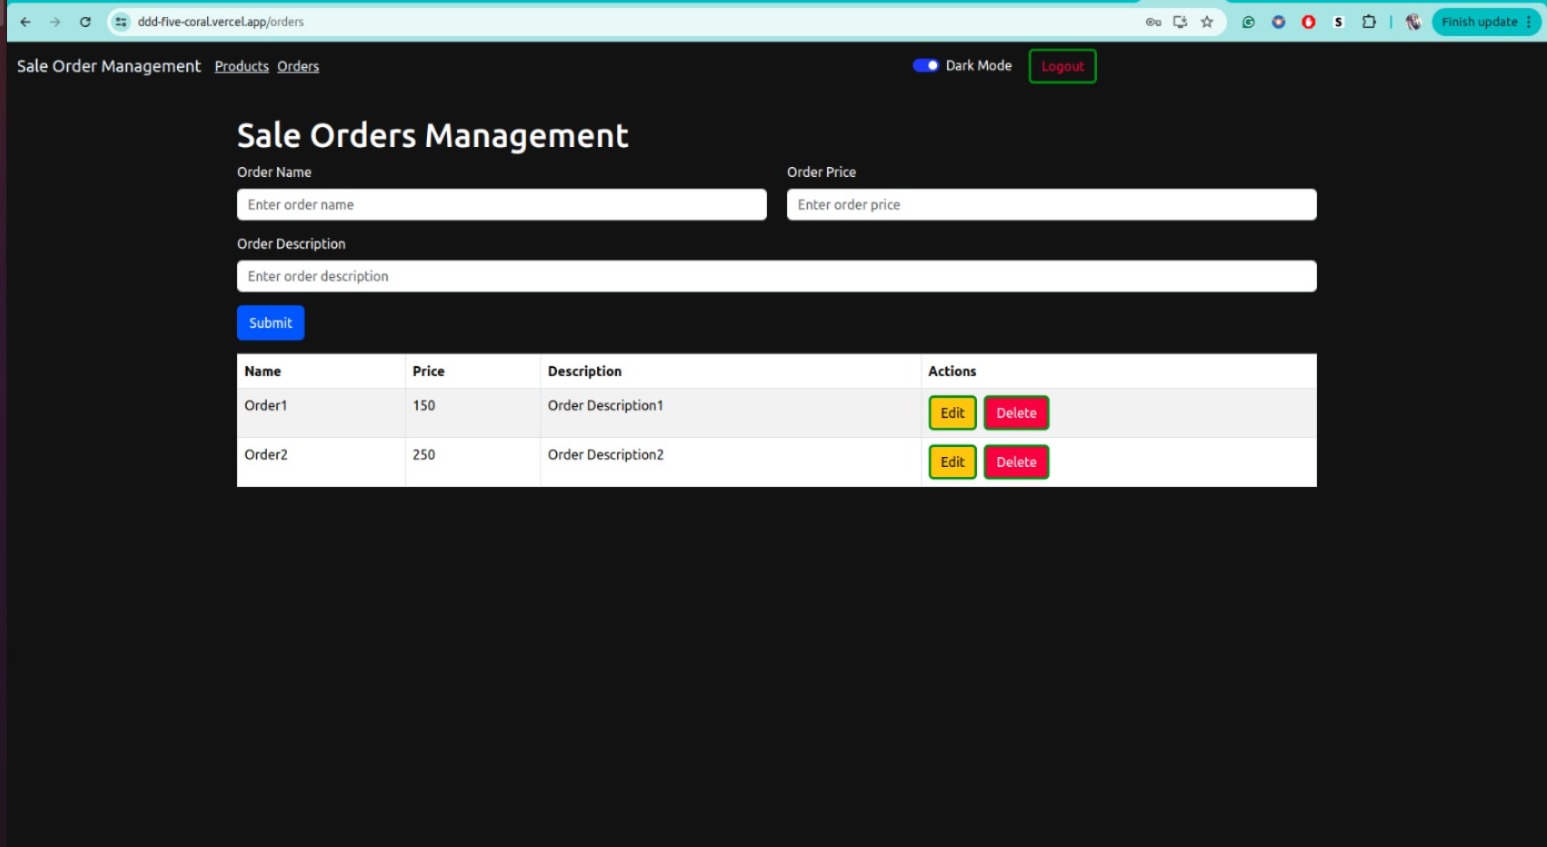 ddd-five-coral.vercel.app/orders
Finish update
Sale Order Management Products Orders
Dark Mode Logout
Sale Orders Management
Order Name Order Price
Enter order name Enter order price
Order Description
Enter order description
Submit
Name Price Description Actions
Order1 150 Order Description1 Edit Delete
Order2 250 Order Description2 Edit Delete